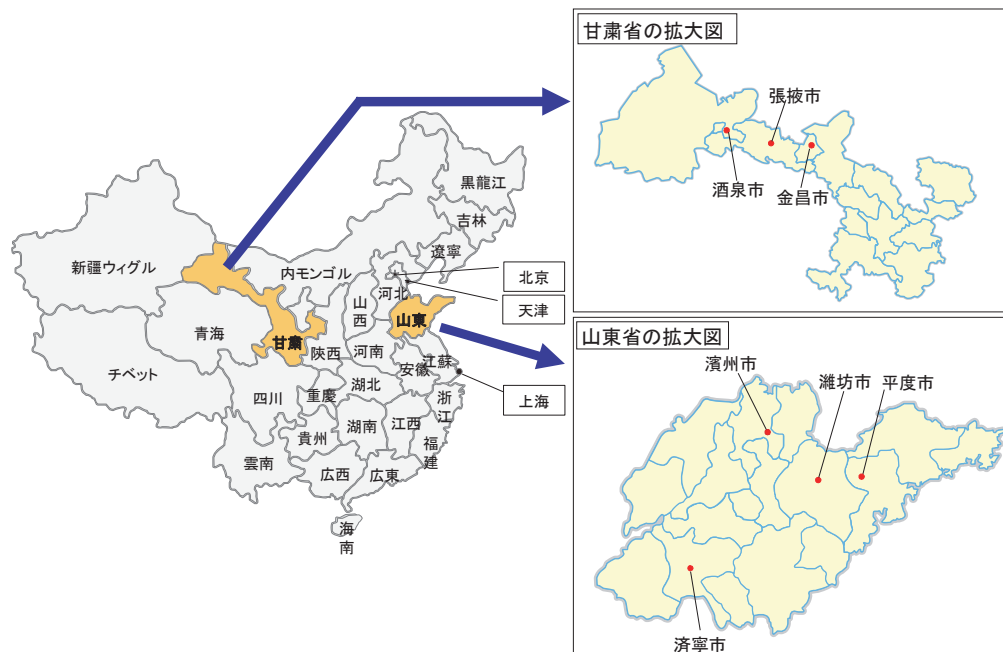 甘粛省の拡大図
張掖市
酒泉市
金昌市
黒龍江
吉林
遼寧
新疆ウィグル
内モンゴル
北京
天津
河北
山西
山東
青海
甘粛
陝西
河南
チベット
安徽
江蘇
上海
四川
重慶
湖北
浙江
貴州
湖南
江西
福建
雲南
広西
広東
海南
山東省の拡大図
濱州市
濰坊市
平度市
済寧市